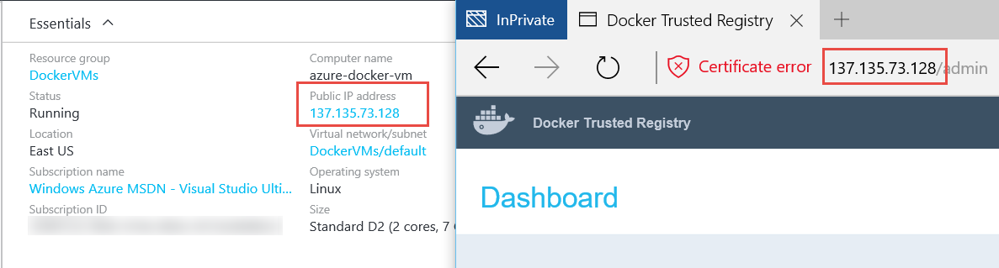 Essentials
Resource group
DockerVMs
Status
Running
Location
East US
Subscription name
Windows Azure MSDN - Visual Studio Ulti...
Subscription ID
Computer name
azure-docker-vm
Public IP address
137.135.73.128
Virtual network/subnet
DockerVMs/default
Operating system
Linux
Size
Standard D2 (2 cores, 7
InPrivate
Docker Trusted Registry
Certificate error 137.135.73.128/admin
Docker Trusted Registry
Dashboard